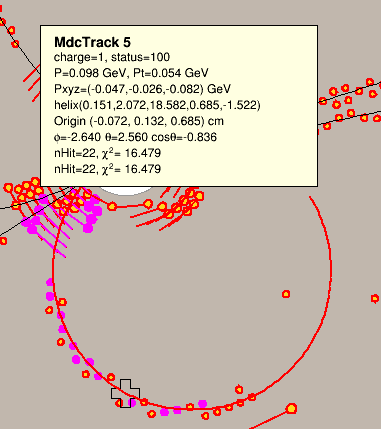 MdcTrack 5
charge=1, status=100
P=0.098 GeV, Pt=0.054 GeV
Pxyz=(-0.047,-0.026,-0.082) GeV
helix(0.151,2.072,18.582,0.685,-1.522)
Origin (-0.072, 0.132, 0.685) cm
ϕ=-2.640 θ=2.560 cosθ=-0.836
nHit=22, χ²= 16.479
nHit=22, χ²= 16.479